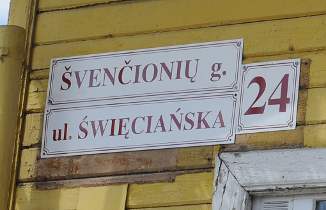 ŠVENČIONIŲ g.
24
ul. ŚWIĘCIAŃSKA